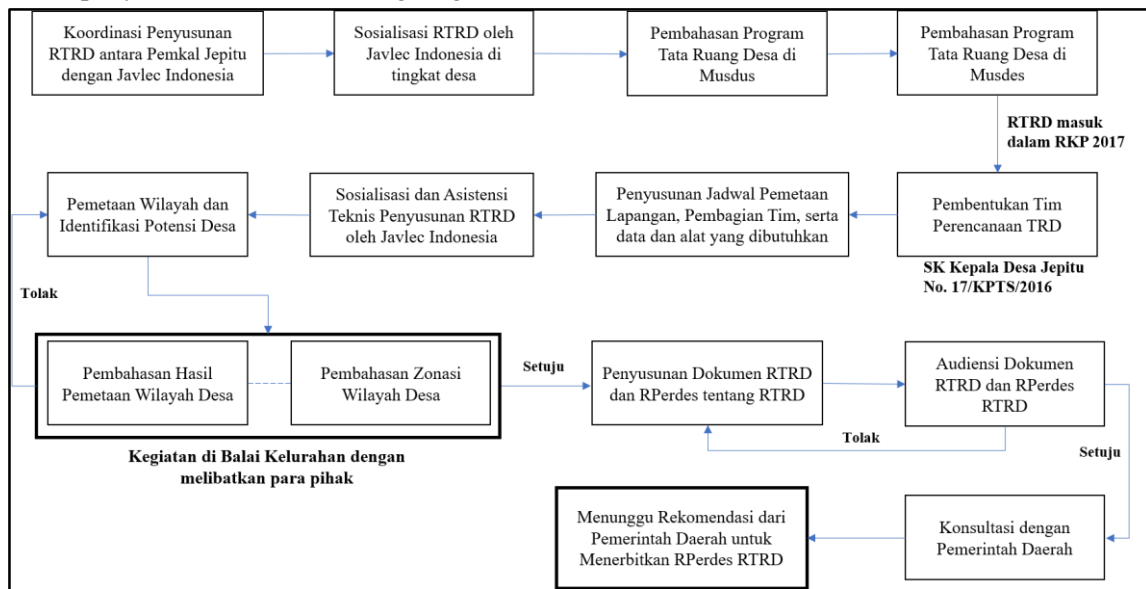 Koordinasi Penyusunan
RTRD antara Pemkal Jepitu
dengan Javlec Indonesia
Sosialisasi RTRD oleh
Javlec Indonesia di
tingkat desa
Pembahasan Program
Tata Ruang Desa di
Musdus
Pembahasan Program
Tata Ruang Desa di
Musdes
RTRD masuk
dalam RKP 2017
Pembentukan Tim
Perencanaan TRD
SK Kepala Desa Jepitu
No. 17/KPTS/2016
Penyusunan Jadwal Pemetaan
Lapangan, Pembagian Tim, serta
data dan alat yang dibutuhkan
Sosialisasi dan Asistensi
Teknis Penyusunan RTRD
oleh Javlec Indonesia
Pemetaan Wilayah dan
Identifikasi Potensi Desa
Tolak
Pembahasan Hasil
Pemetaan Wilayah Desa
Pembahasan Zonasi
Wilayah Desa
Kegiatan di Balai Kelurahan dengan
melibatkan para pihak
Setuju
Penyusunan Dokumen RTRD
dan RPerdes tentang RTRD
Audiensi Dokumen
RTRD dan RPerdes
RTRD
Tolak
Setuju
Konsultasi dengan
Pemerintah Daerah
Menunggu Rekomendasi dari
Pemerintah Daerah untuk
Menerbitkan RPerdes RTRD